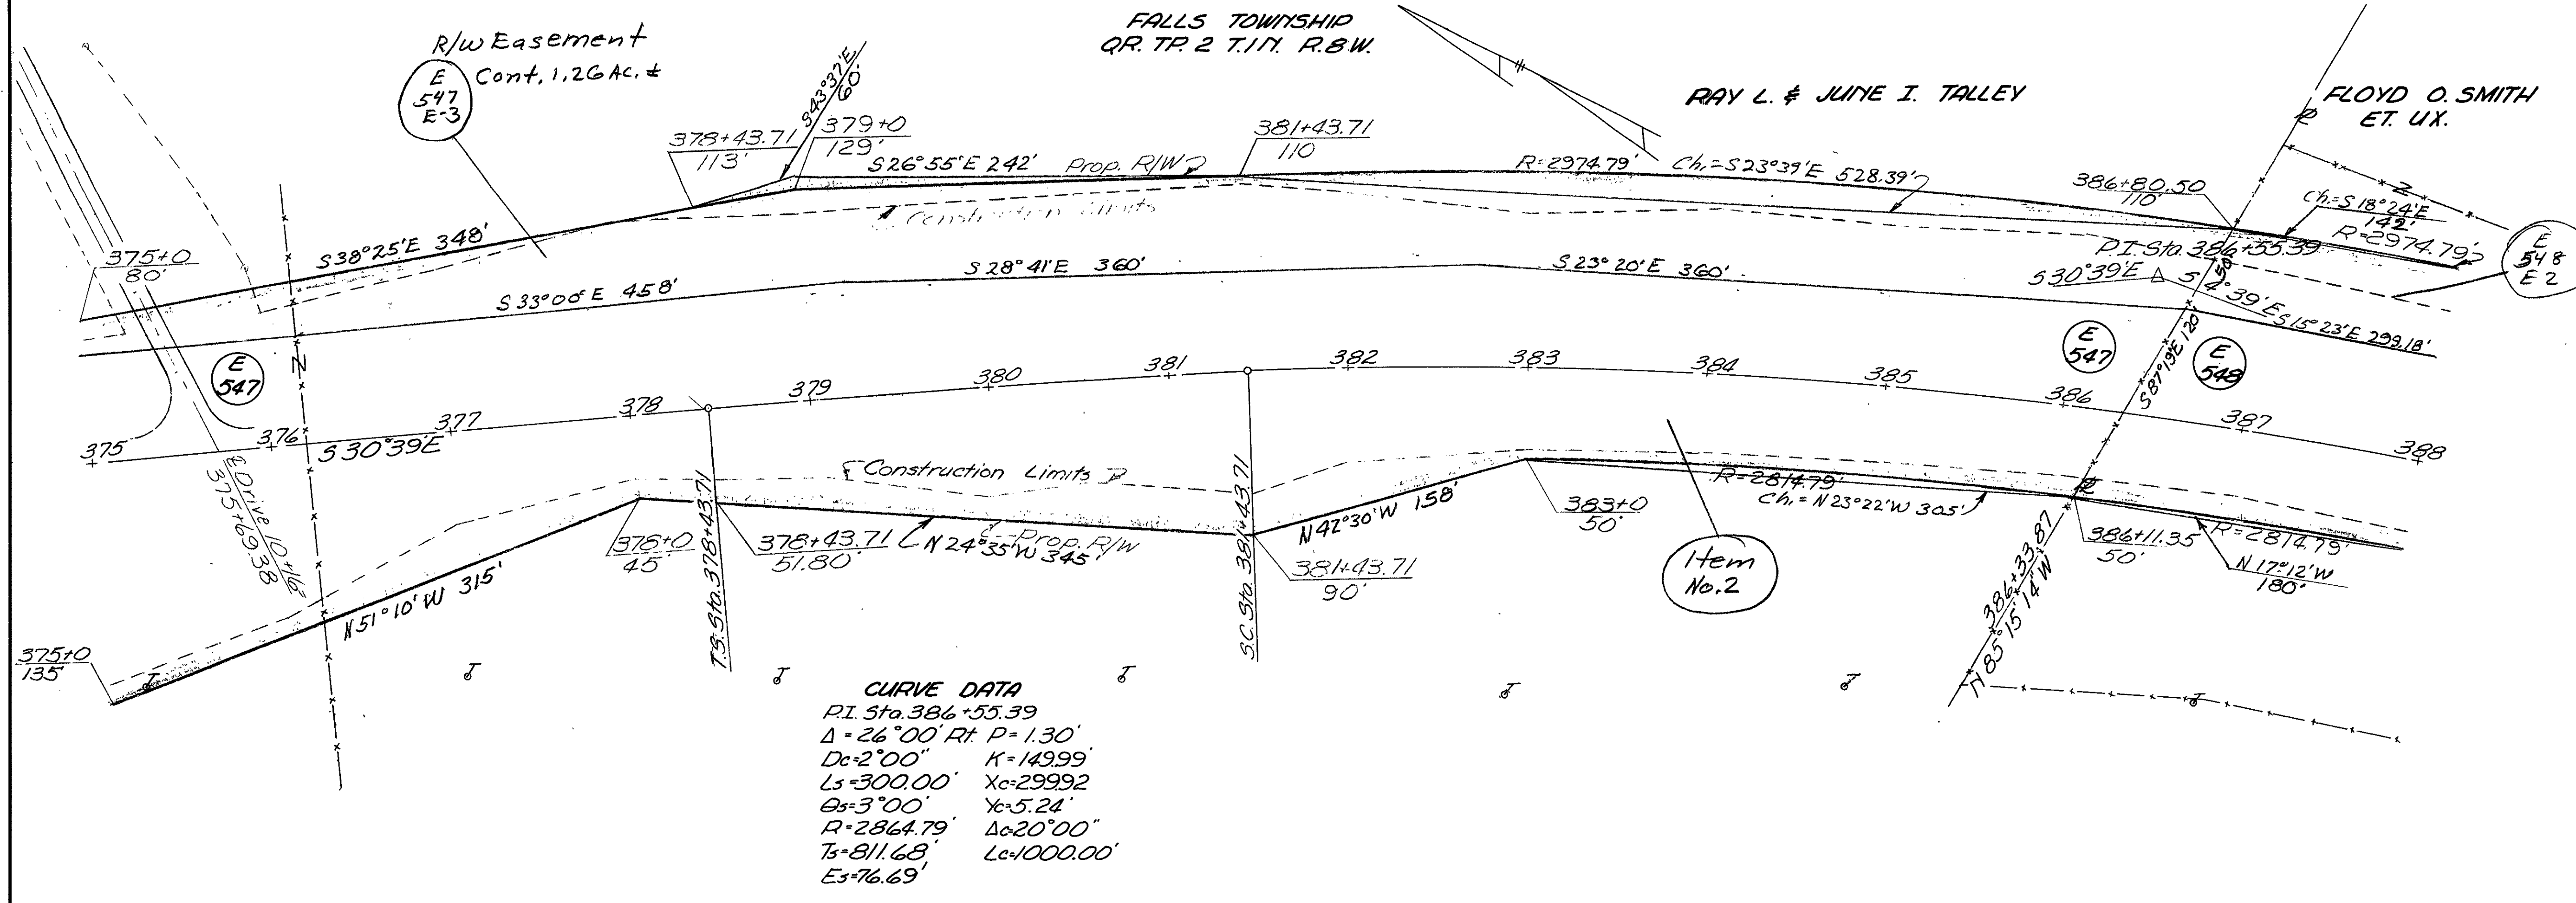 R/W Easement
Cont. 1.26 Ac. ±
E
547
E-3
FALLS TOWNSHIP
QR. TP. 2 T.1N. R.8W.
RAY L. & JUNE I. TALLEY
FLOYD O. SMITH
ET. UX.
S43°37'E
60'
378+43.71
113'
379+0
129'
S26°55'E 242'
Prop. R/W
381+43.71
110
R=2974.79'
Ch.=S23°39'E 528.39'
386+80.50
110'
Ch.=S18°24'E
142'
R=2974.79'
E
548
E2
Construction Limits
375+0
80'
S38°25'E 348'
S33°00'E 458'
S28°41'E 360'
S23°20'E 360'
P.I. Sta. 386+55.39
S30°39'E
Δ
S4°39'E
50'
S15°23'E 299.18'
S87°19'E 120'
E
547
E
547
E
548
375
376
377
378
379
380
381
382
383
384
385
386
387
388
S30°39'E
℄ Drive 10+16'
375+69.38
T.S. Sta. 378+43.71
S.C. Sta. 381+43.71
Construction Limits
375+0
135'
N51°10'W 315'
378+0
45'
378+43.71
51.80'
N24°35'W 345'
Prop. R/W
381+43.71
90'
N42°30'W 158'
383+0
50'
R=2814.79'
Ch.=N23°22'W 305'
Item
No.2
386+11.35
50'
R=2814.79'
N17°12'W
180'
386+33.87
N85°15'14"W
T
T
T
T
T
T
T
CURVE DATA
P.I. Sta. 386+55.39
Δ=26°00' Rt. P=1.30'
Dc=2°00" K=149.99'
Ls=300.00' Xc=299.92
Θs=3°00' Yc=5.24'
R=2864.79' Δc=20°00"
Ts=811.68' Lc=1000.00'
Es=76.69'